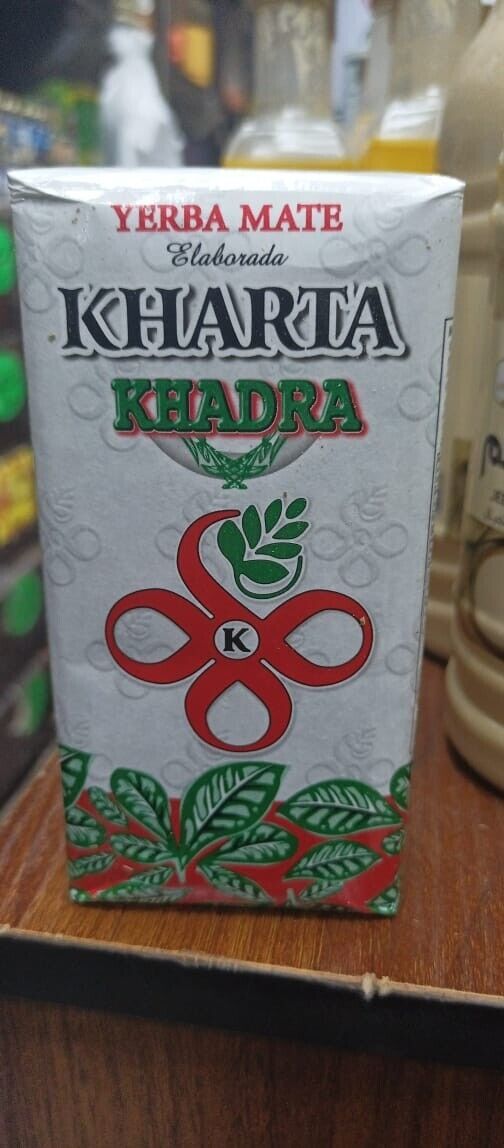 YERBA MATE
Elaborada
KHARTA
KHADRA
K